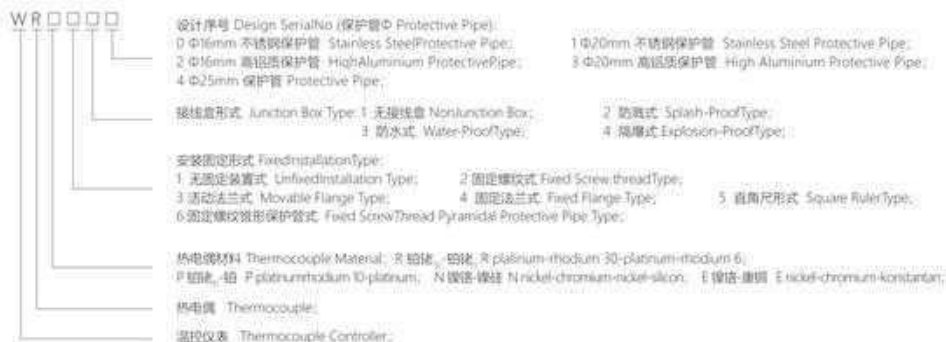 WR□□□□
设计序号 Design SerialNo (保护管Φ Protective Pipe):
0 Φ16mm 不锈钢保护管 Stainless SteelProtective Pipe; 1 Φ20mm 不锈钢保护管 Stainless Steel Protective Pipe;
2 Φ16mm 高铝质保护管 HighAluminium ProtectivePipe; 3 Φ20mm 高铝质保护管 High Aluminium Protective Pipe;
4 Φ25mm 保护管 Protective Pipe;
接线盒形式 Junction Box Type: 1 无接线盒 NonJunction Box; 2 防溅式 Splash-ProofType;
3 防水式 Water-ProofType; 4 隔爆式 Explosion-ProofType;
安装固定形式 FixedInstallationType:
1 无固定装置式 UnfixedInstallation Type; 2 固定螺纹式 Fixed Screw threadType;
3 活动法兰式 Movable Flange Type; 4 固定法兰式 Fixed Flange Type; 5 直角尺形式 Square RulerType;
6 固定螺纹锥形保护管式 Fixed ScrewThread Pyramidal Protective Pipe Type;
热电偶材料 Thermocouple Material: R 铂铑-铂铑 R platinum-rhodium 30-platinum-rhodium 6;
P 铂铑-铂 P platinumrhodium 10-platinum; N 镍铬-镍硅 N nickel-chromium-nickel-silicon; E 镍铬-康铜 E nickel-chromium-konstantan;
热电偶 Thermocouple;
温控仪表 Thermocouple Controller;